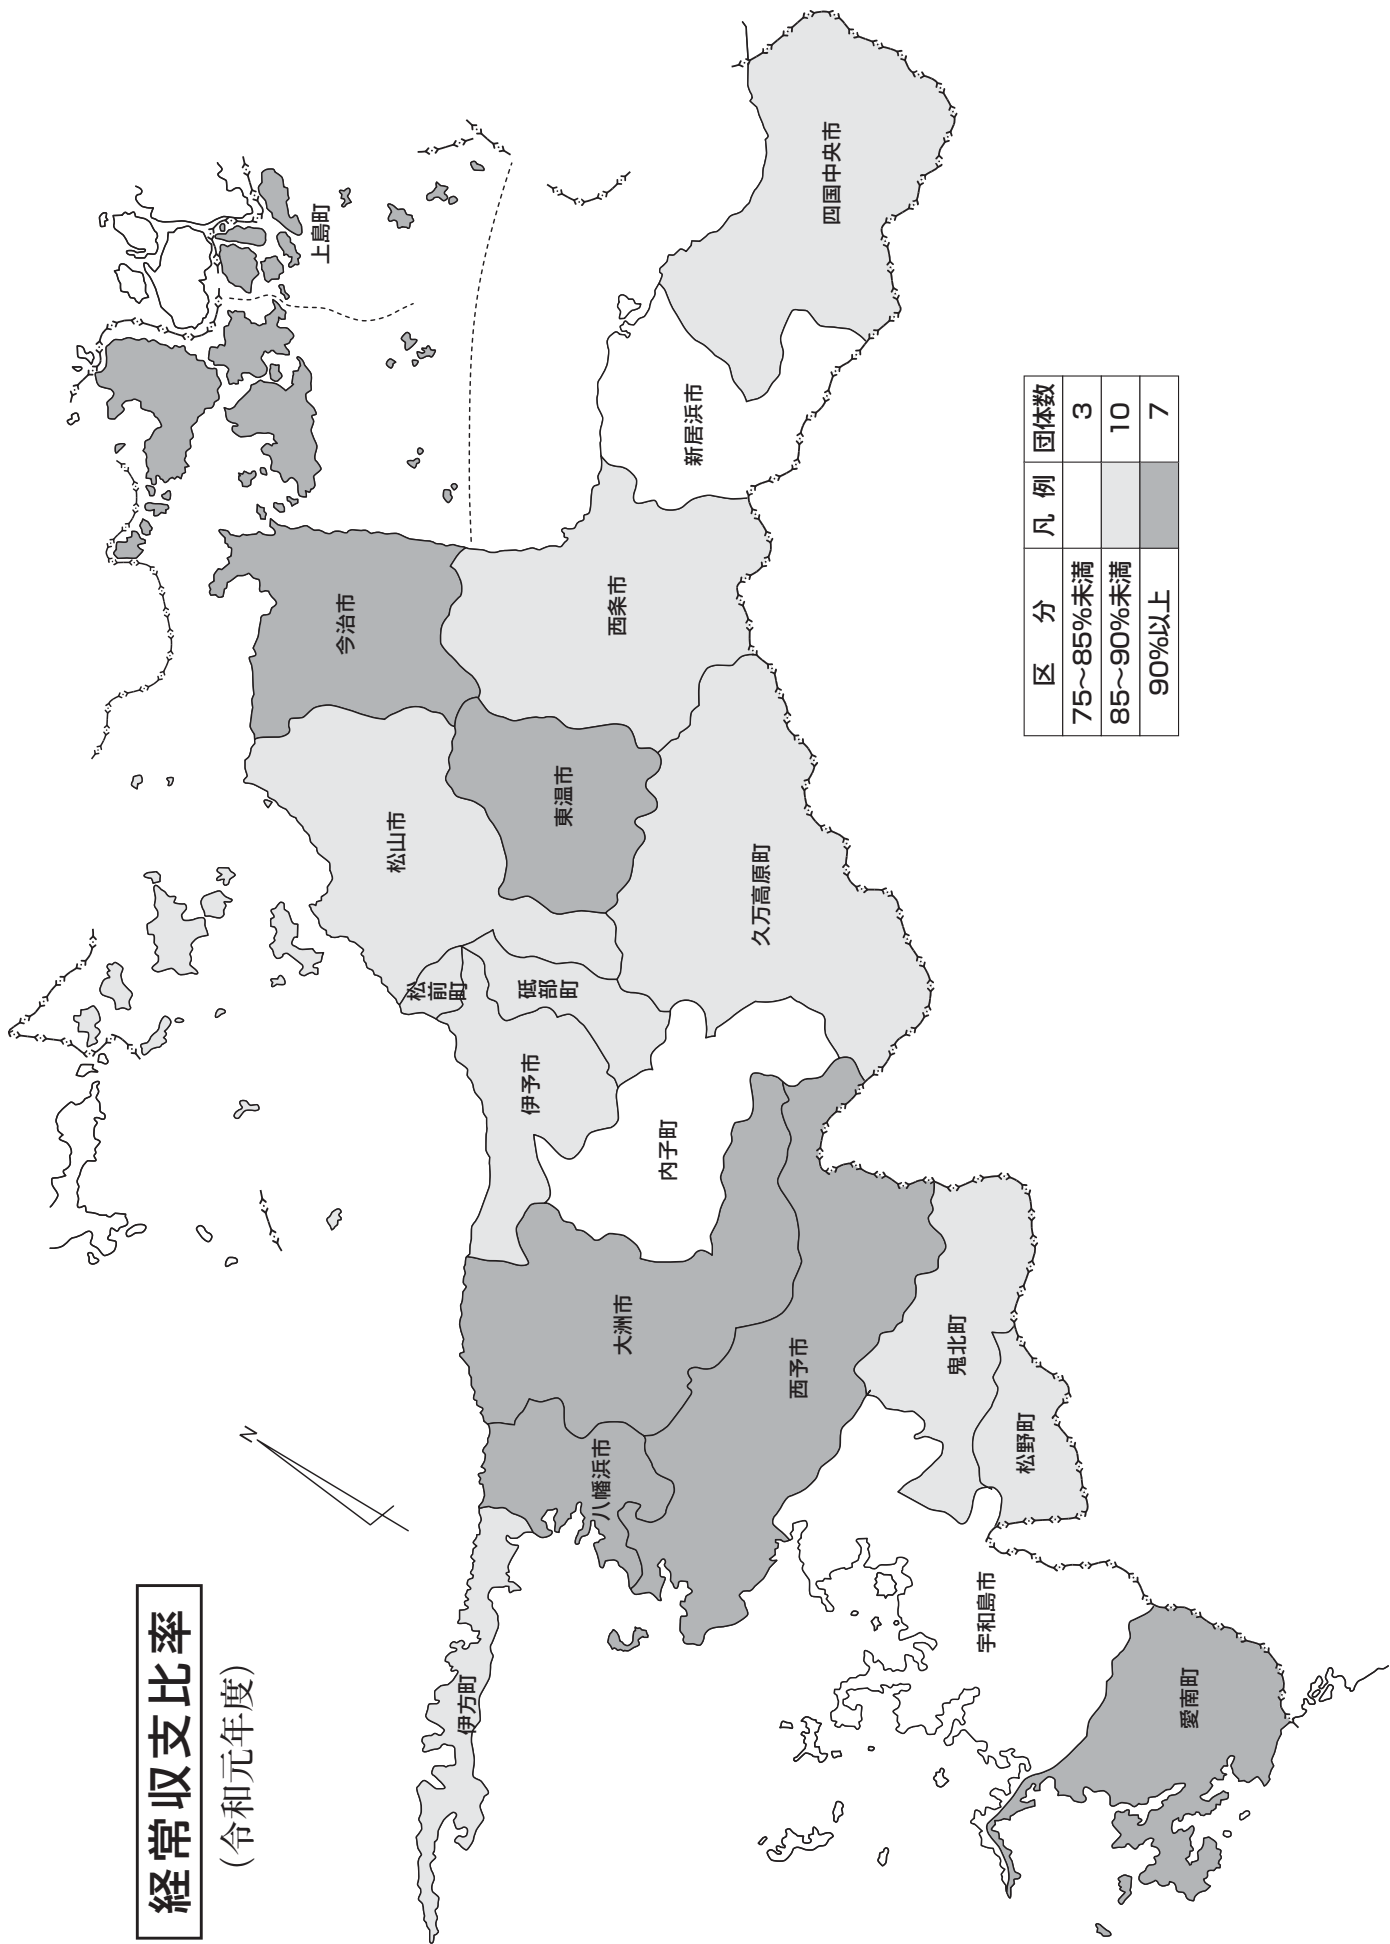 経常収支比率
(令和元年度)
N
上島町
今治市
松山市
松前町
砥部町
伊予市
東温市
西条市
新居浜市
四国中央市
久万高原町
内子町
大洲市
八幡浜市
伊方町
西予市
鬼北町
松野町
宇和島市
愛南町
区 分 凡 例 団体数
75～85%未満 3
85～90%未満 10
90%以上 7